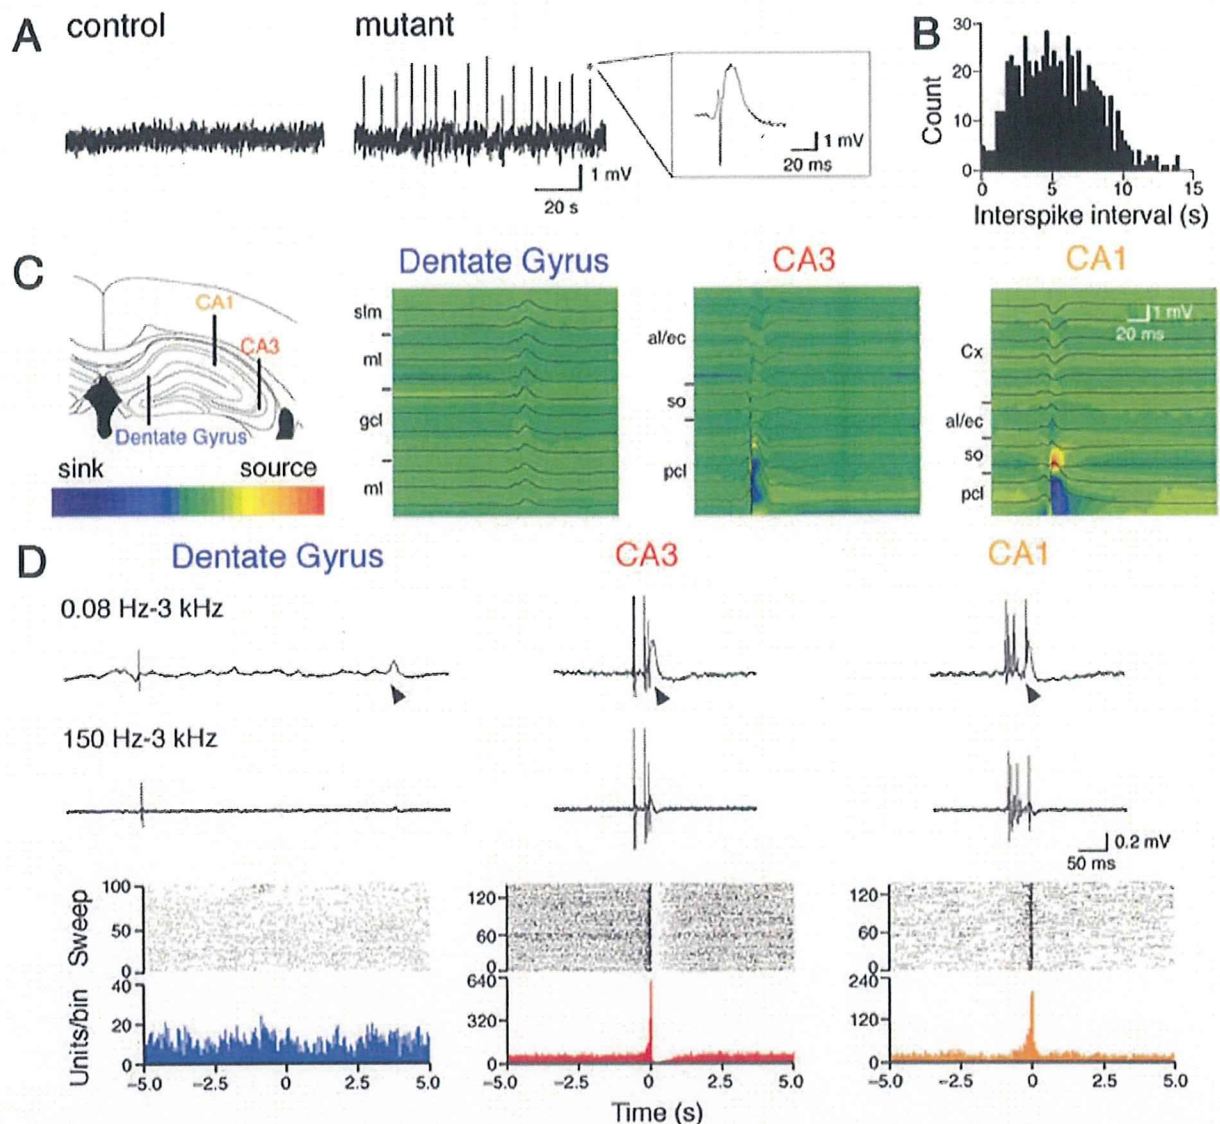 A
control
mutant
1 mV
20 s
1 mV
20 ms
B
30
20
10
0
Count
0
5
10
15
Interspike interval (s)
C
CA1
CA3
Dentate Gyrus
sink
source
Dentate Gyrus
slm
ml
gcl
ml
CA3
al/ec
so
pcl
CA1
1 mV
20 ms
Cx
al/ec
so
pcl
D
Dentate Gyrus
CA3
CA1
0.08 Hz-3 kHz
150 Hz-3 kHz
0.2 mV
50 ms
Sweep
100
50
0
120
60
0
120
60
0
Units/bin
40
20
0
640
320
0
240
120
0
−5.0
−2.5
0
2.5
5.0
−5.0
−2.5
0
2.5
5.0
−5.0
−2.5
0
2.5
5.0
Time (s)